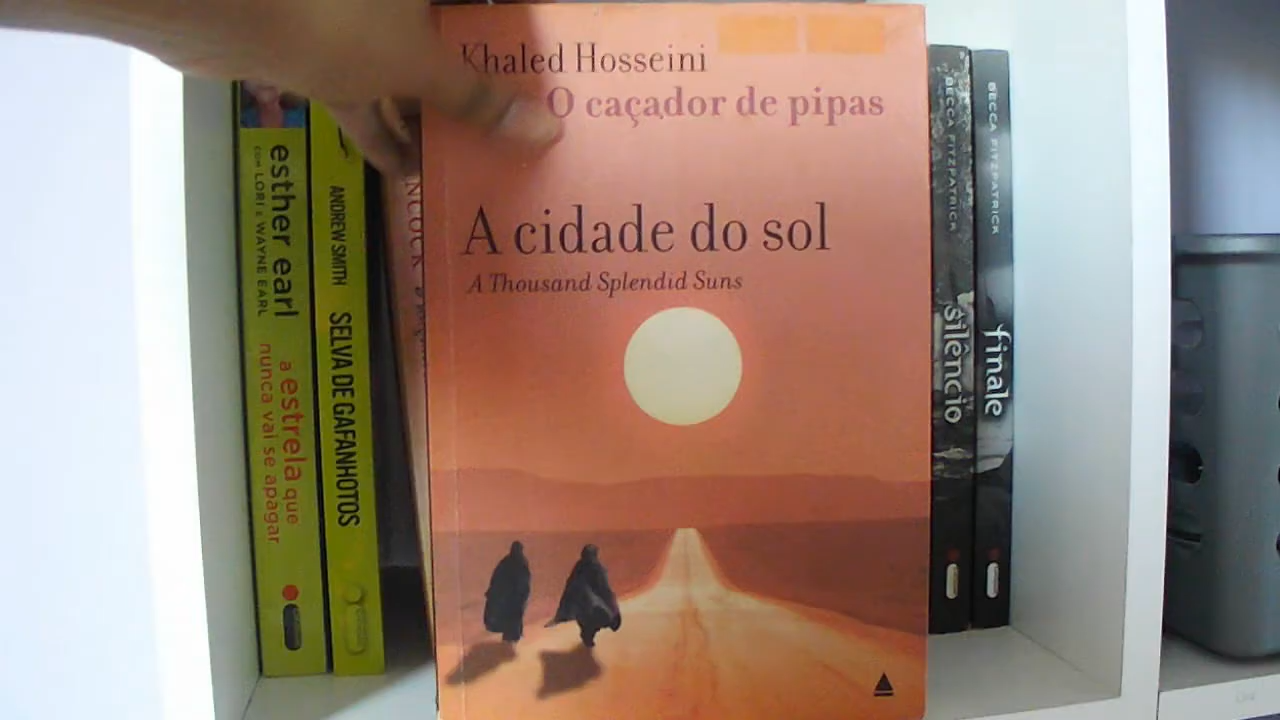 Khaled Hosseini
O caçador de pipas
A cidade do sol
A Thousand Splendid Suns
esther earl
com LORI e WAYNE EARL
a estrela que
nunca vai se apagar
ANDREW SMITH
SELVA DE GAFANHOTOS
BECCA FITZPATRICK
silêncio
BECCA FITZPATRICK
finale